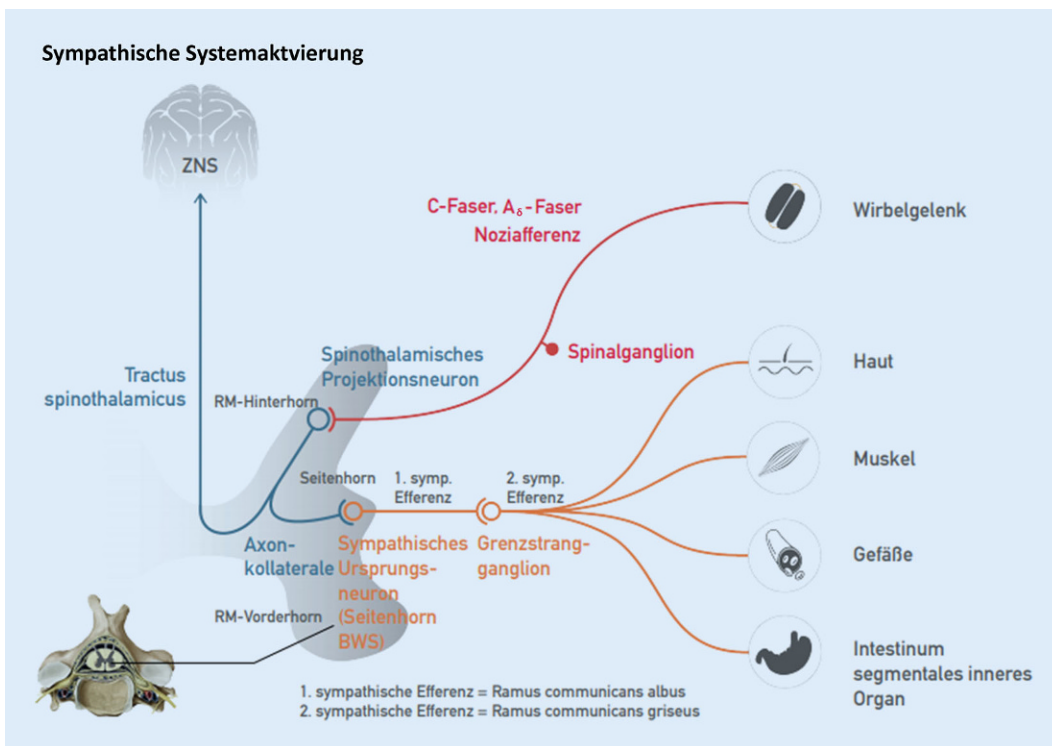 Sympathische Systemaktvierung
ZNS
C-Faser, Aδ-Faser
Noziafferenz
Wirbelgelenk
Spinalganglion
Spinothalamisches
Projektionsneuron
Tractus
spinothalamicus
RM-Hinterhorn
Haut
Seitenhorn
1. symp.
Efferenz
2. symp.
Efferenz
Muskel
Axon-
kollaterale
Sympathisches
Ursprungs-
neuron
(Seitenhorn
BWS)
Grenzstrang-
ganglion
Gefäße
RM-Vorderhorn
Intestinum
segmentales inneres
Organ
1. sympathische Efferenz = Ramus communicans albus
2. sympathische Efferenz = Ramus communicans griseus